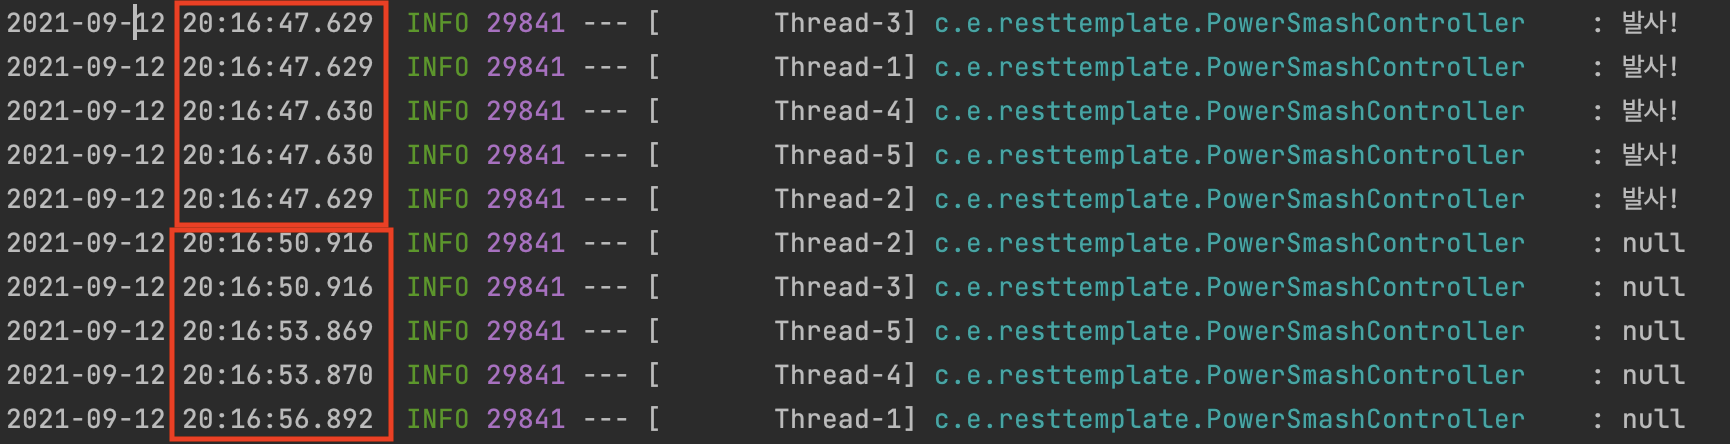 2021-09-12 20:16:47.629 INFO 29841 --- [ Thread-3] c.e.resttemplate.PowerSmashController : 발사!
2021-09-12 20:16:47.629 INFO 29841 --- [ Thread-1] c.e.resttemplate.PowerSmashController : 발사!
2021-09-12 20:16:47.630 INFO 29841 --- [ Thread-4] c.e.resttemplate.PowerSmashController : 발사!
2021-09-12 20:16:47.630 INFO 29841 --- [ Thread-5] c.e.resttemplate.PowerSmashController : 발사!
2021-09-12 20:16:47.629 INFO 29841 --- [ Thread-2] c.e.resttemplate.PowerSmashController : 발사!
2021-09-12 20:16:50.916 INFO 29841 --- [ Thread-2] c.e.resttemplate.PowerSmashController : null
2021-09-12 20:16:50.916 INFO 29841 --- [ Thread-3] c.e.resttemplate.PowerSmashController : null
2021-09-12 20:16:53.869 INFO 29841 --- [ Thread-5] c.e.resttemplate.PowerSmashController : null
2021-09-12 20:16:53.870 INFO 29841 --- [ Thread-4] c.e.resttemplate.PowerSmashController : null
2021-09-12 20:16:56.892 INFO 29841 --- [ Thread-1] c.e.resttemplate.PowerSmashController : null